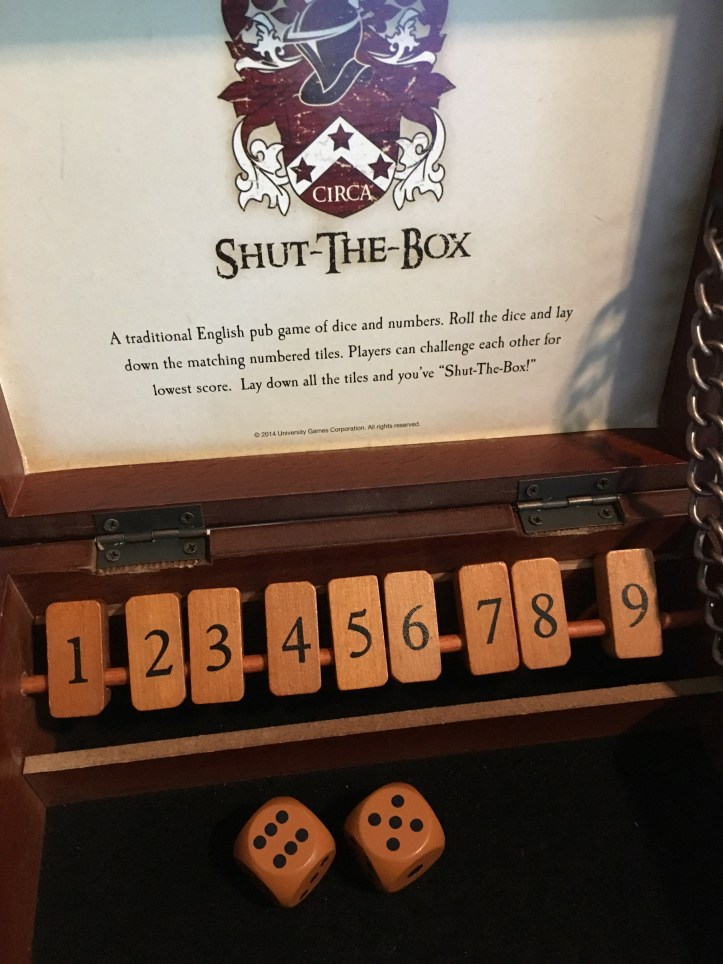 CIRCA
SHUT-THE-BOX
A traditional English pub game of dice and numbers. Roll the dice and lay
down the matching numbered tiles. Players can challenge each other for
lowest score. Lay down all the tiles and you've “Shut-The-Box!”
© 2014 University Games Corporation. All rights reserved.
1 2 3 4 5 6 7 8 9